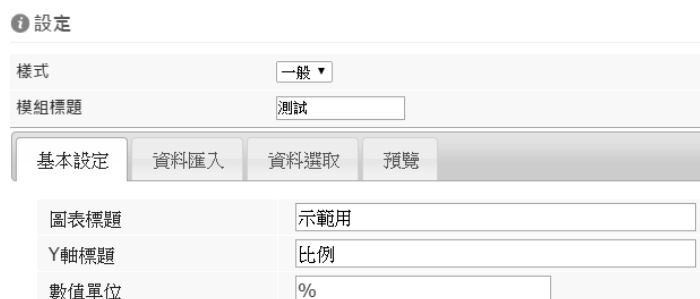 設定
樣式 一般
模組標題 測試
基本設定 資料匯入 資料選取 預覽
圖表標題 示範用
Y軸標題 比例
數值單位 %